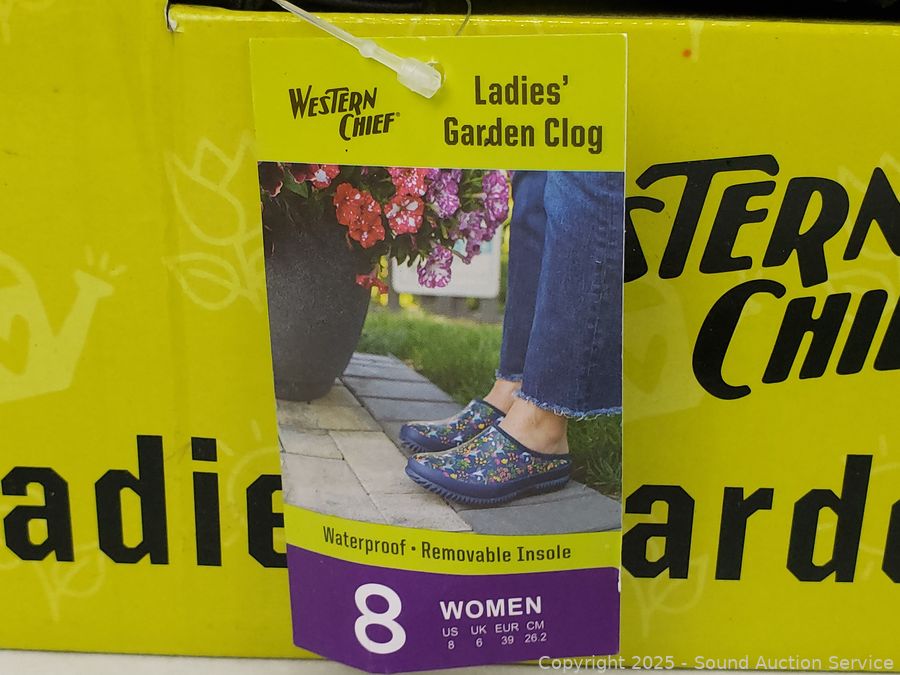 WESTERN
CHIEF®
Ladies'
Garden Clog
STERN
CHI
adie
arde
Waterproof • Removable Insole
8
WOMEN
US UK EUR CM
8 6 39 26.2
Copyright 2025 - Sound Auction Service